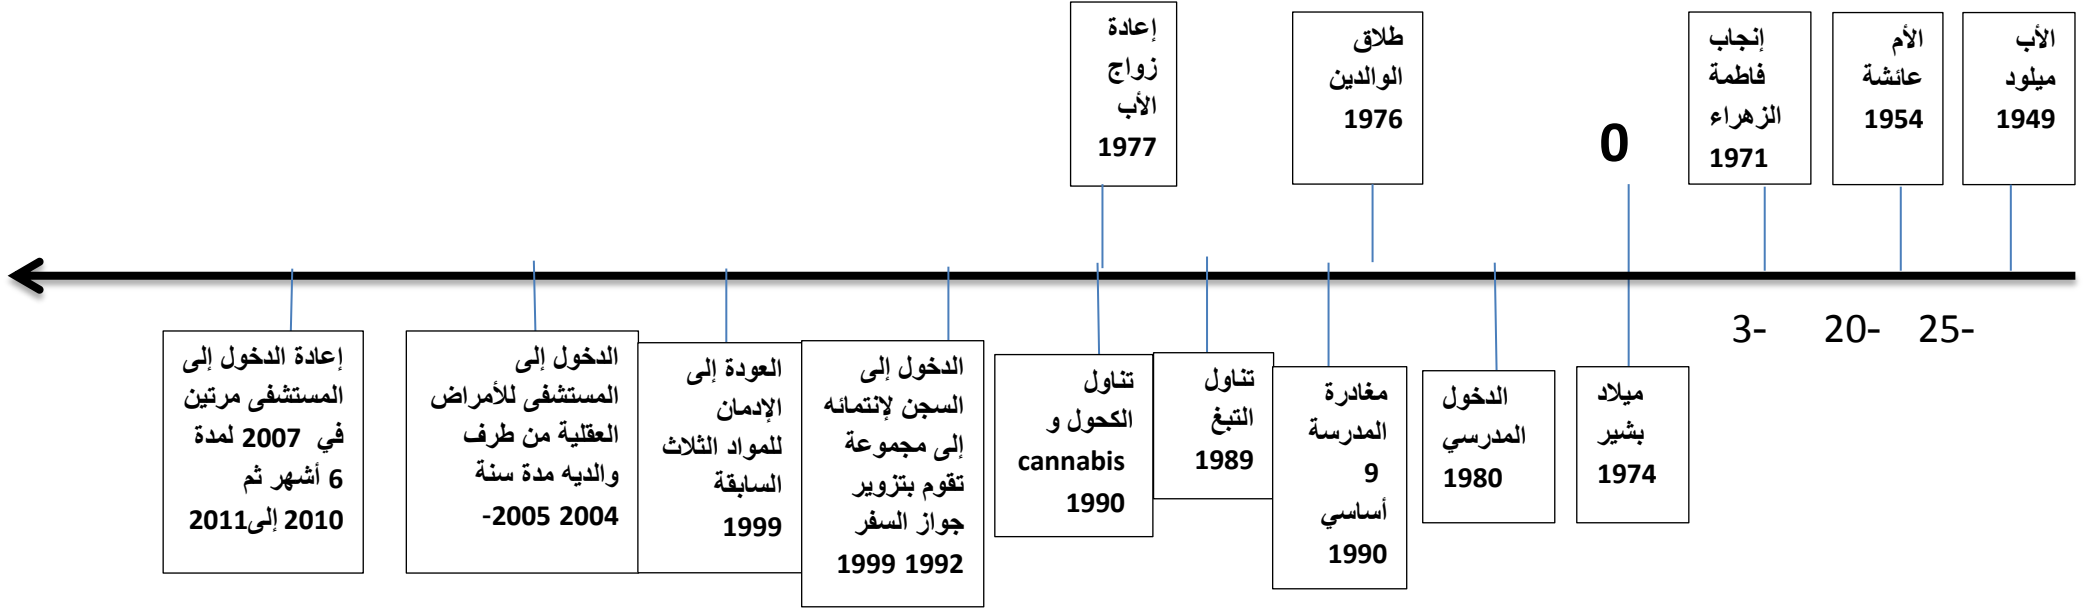 الأب
ميلود
1949
الأم
عائشة
1954
إنجاب
فاطمة
الزهراء
1971
0
طلاق
الوالدين
1976
إعادة
زواج
الأب
1977
25-
20-
3-
ميلاد
بشير
1974
الدخول
المدرسي
1980
مغادرة
المدرسة
9
أساسي
1990
تناول
التبغ
1989
تناول
الكحول و
cannabis
1990
الدخول إلى
السجن لإنتمائه
إلى مجموعة
تقوم بتزوير
جواز السفر
1992 1999
العودة إلى
الإدمان
للمواد الثلاث
السابقة
1999
الدخول إلى
المستشفى للأمراض
العقلية من طرف
والديه مدة سنة
2004 2005-
إعادة الدخول إلى
المستشفى مرتين
في 2007 لمدة
6 أشهر ثم
2010 إلى2011